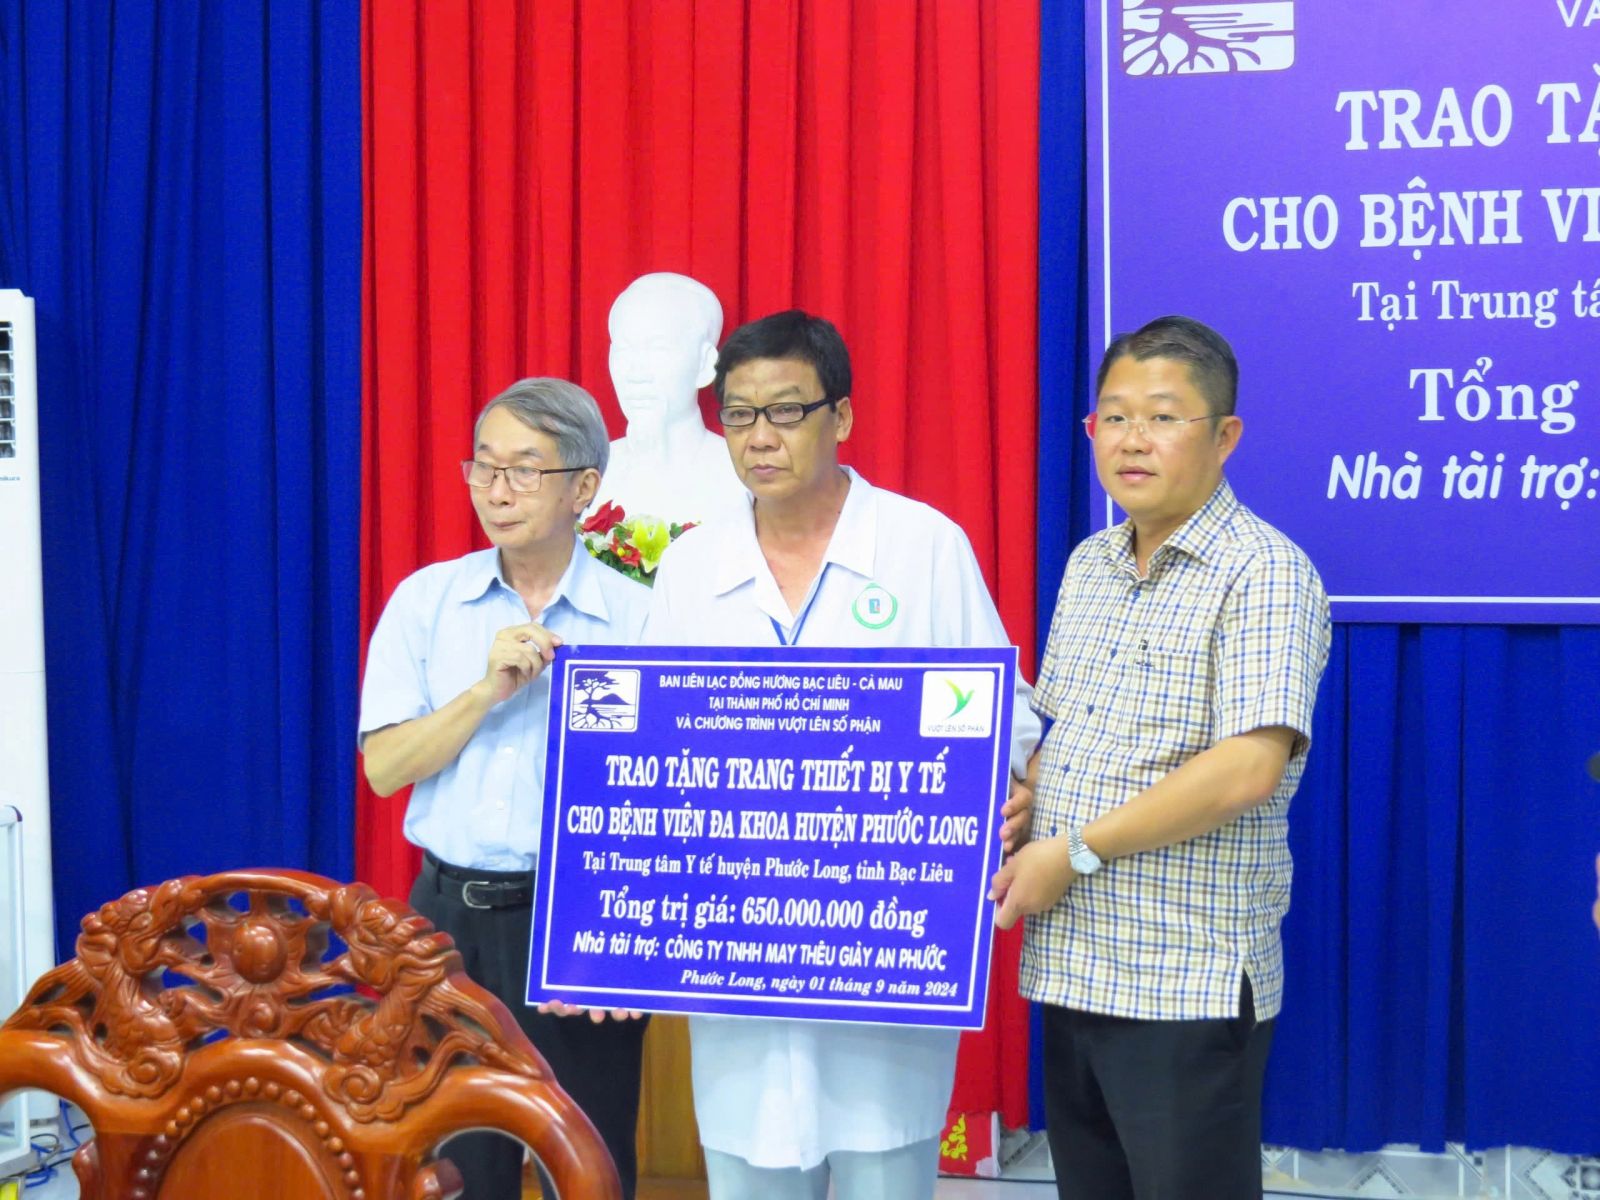 VA
TRAO TẶ
CHO BỆNH VI
Tại Trung tâ
Tổng
Nhà tài trợ:
BAN LIÊN LẠC ĐỒNG HƯƠNG BẠC LIÊU - CÀ MAU
TẠI THÀNH PHỐ HỒ CHÍ MINH
VÀ CHƯƠNG TRÌNH VƯỢT LÊN SỐ PHẬN
VƯỢT LÊN SỐ PHẬN
TRAO TẶNG TRANG THIẾT BỊ Y TẾ
CHO BỆNH VIỆN ĐA KHOA HUYỆN PHƯỚC LONG
Tại Trung tâm Y tế huyện Phước Long, tỉnh Bạc Liêu
Tổng trị giá: 650.000.000 đồng
Nhà tài trợ: CÔNG TY TNHH MAY THÊU GIÀY AN PHƯỚC
Phước Long, ngày 01 tháng 9 năm 2024